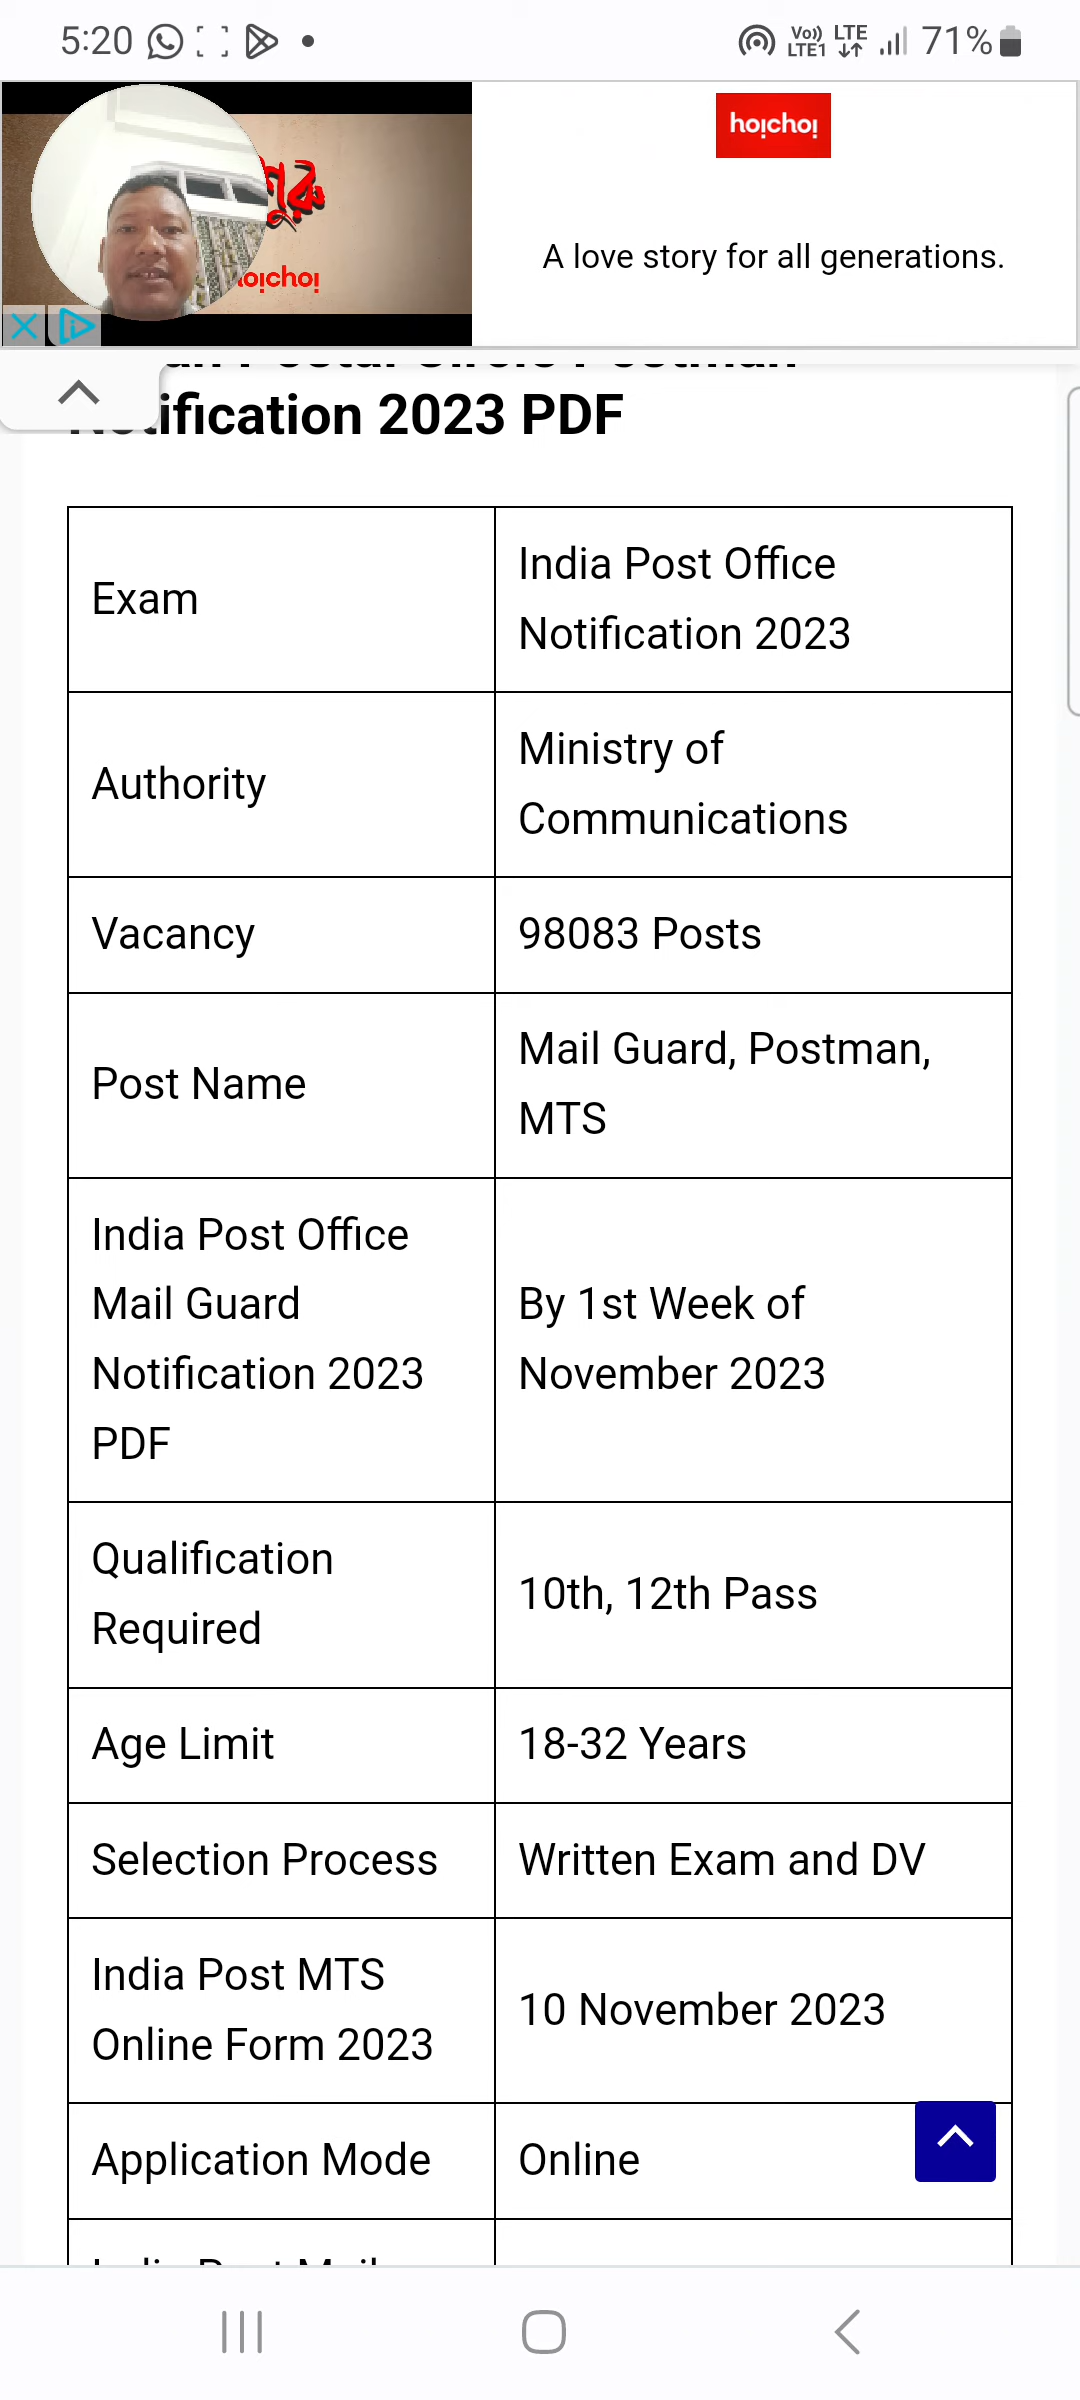 5:20
Vo)) LTE
LTE1
71%
hoichoi
A love story for all generations.
শুরু
hoichoi
Notification 2023 PDF
Exam
India Post Office
Notification 2023
Authority
Ministry of
Communications
Vacancy
98083 Posts
Post Name
Mail Guard, Postman,
MTS
India Post Office
Mail Guard
Notification 2023
PDF
By 1st Week of
November 2023
Qualification
Required
10th, 12th Pass
Age Limit
18-32 Years
Selection Process
Written Exam and DV
India Post MTS
Online Form 2023
10 November 2023
Application Mode
Online